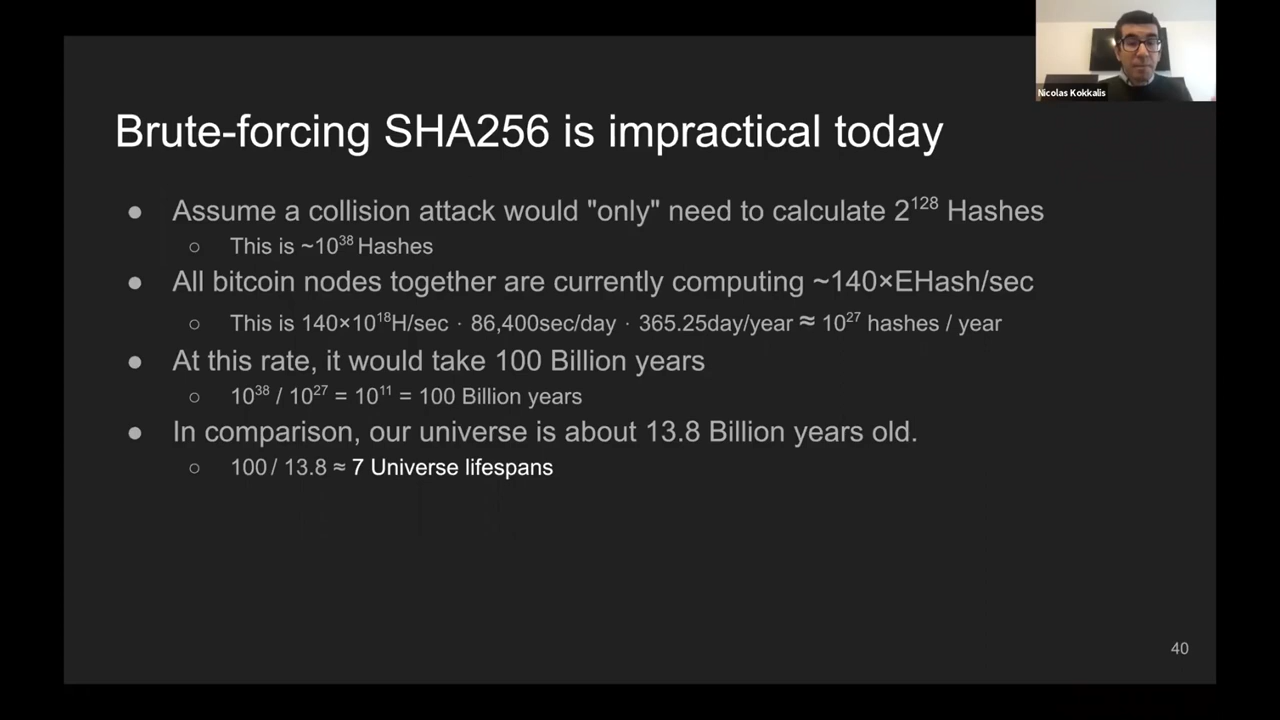 Nicolas Kokkalis
Brute-forcing SHA256 is impractical today
● Assume a collision attack would "only" need to calculate 2¹²⁸ Hashes
○ This is ~10³⁸ Hashes
● All bitcoin nodes together are currently computing ~140×EHash/sec
○ This is 140×10¹⁸H/sec · 86,400sec/day · 365.25day/year ≈ 10²⁷ hashes / year
● At this rate, it would take 100 Billion years
○ 10³⁸ / 10²⁷ = 10¹¹ = 100 Billion years
● In comparison, our universe is about 13.8 Billion years old.
○ 100 / 13.8 ≈ 7 Universe lifespans
40